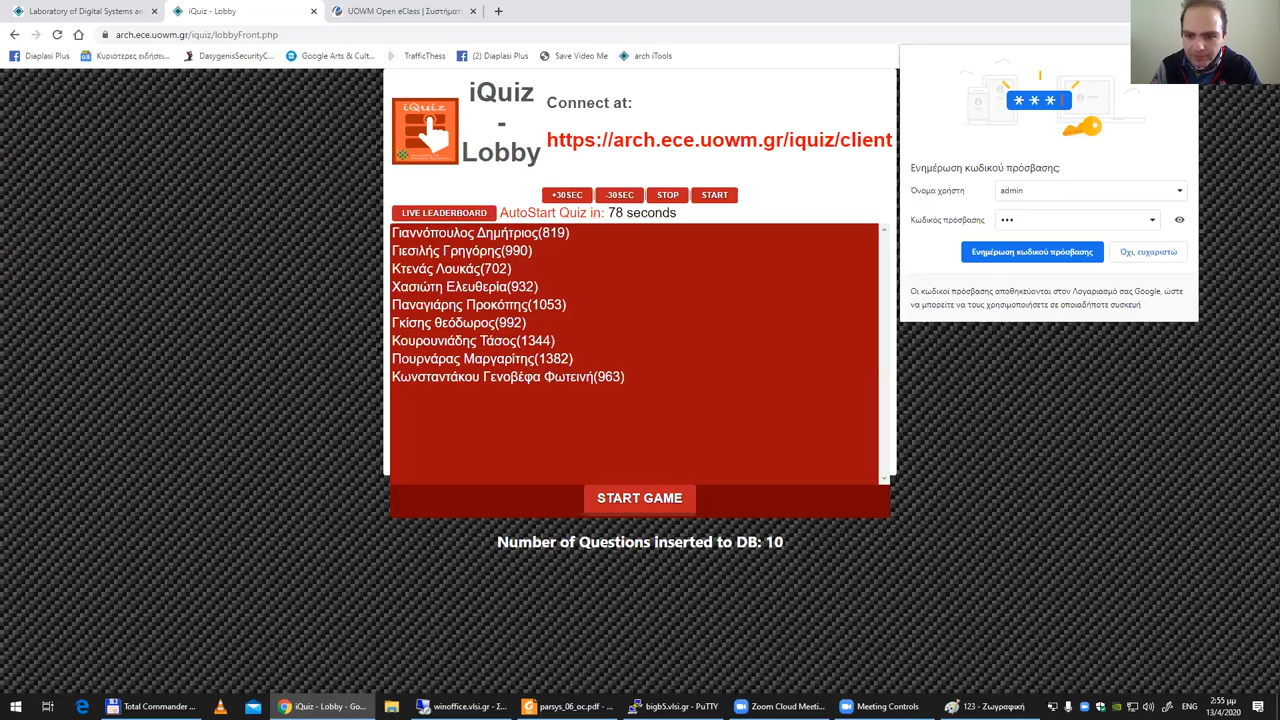 Laboratory of Digital Systems an
iQuiz - Lobby
UOWM Open eClass | Συστήματ
arch.ece.uowm.gr/iquiz/lobbyFront.php
Diaplasi Plus
Κυριότερες ειδήσει...
DasygenisSecurityC...
Google Arts & Cult...
TrafficThess
(2) Diaplasi Plus
Save Video Me
arch iTools
iQuiz
iQuiz
-
Lobby
Connect at:
https://arch.ece.uowm.gr/iquiz/client
+30SEC
-30SEC
STOP
START
LIVE LEADERBOARD
AutoStart Quiz in: 78 seconds
Γιαννόπουλος Δημήτριος(819)
Γιεσιλής Γρηγόρης(990)
Κτενάς Λουκάς(702)
Χασιώτη Ελευθερία(932)
Παναγιάρης Προκόπης(1053)
Γκίσης θεόδωρος(992)
Κουρουνιάδης Τάσος(1344)
Πουρνάρας Μαργαρίτης(1382)
Κωνσταντάκου Γενοβέφα Φωτεινή(963)
START GAME
Number of Questions inserted to DB: 10
Ενημέρωση κωδικού πρόσβασης;
Όνομα χρήστη
admin
Κωδικός πρόσβασης
•••
Ενημέρωση κωδικού πρόσβασης
Όχι, ευχαριστώ
Οι κωδικοί πρόσβασης αποθηκεύονται στον Λογαριασμό σας Google, ώστε
να μπορείτε να τους χρησιμοποιήσετε σε οποιαδήποτε συσκευή
Total Commander ...
iQuiz - Lobby - Go...
winoffice.vlsi.gr - Σ...
parsys_06_oc.pdf - ...
bigb5.vlsi.gr - PuTTY
Zoom Cloud Meeti...
Meeting Controls
123 - Ζωγραφική
2:55 μμ
13/4/2020